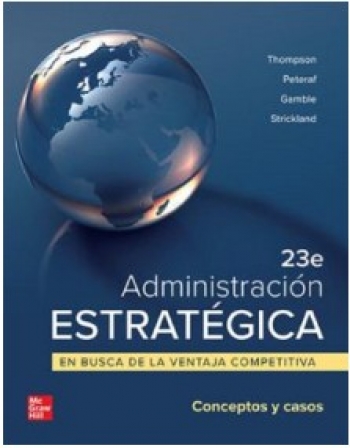 Thompson
Peteraf
Gamble
Strickland
23e
Administración
ESTRATÉGICA
EN BUSCA DE LA VENTAJA COMPETITIVA
Conceptos y casos
Mc
Graw
Hill